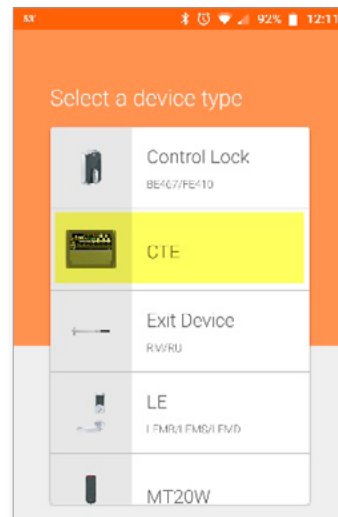 92% 12:11
Select a device type
Control Lock
BE467/FE410
CTE
Exit Device
RM/RU
LE
LEMB/LEMS/LEMD
MT20W